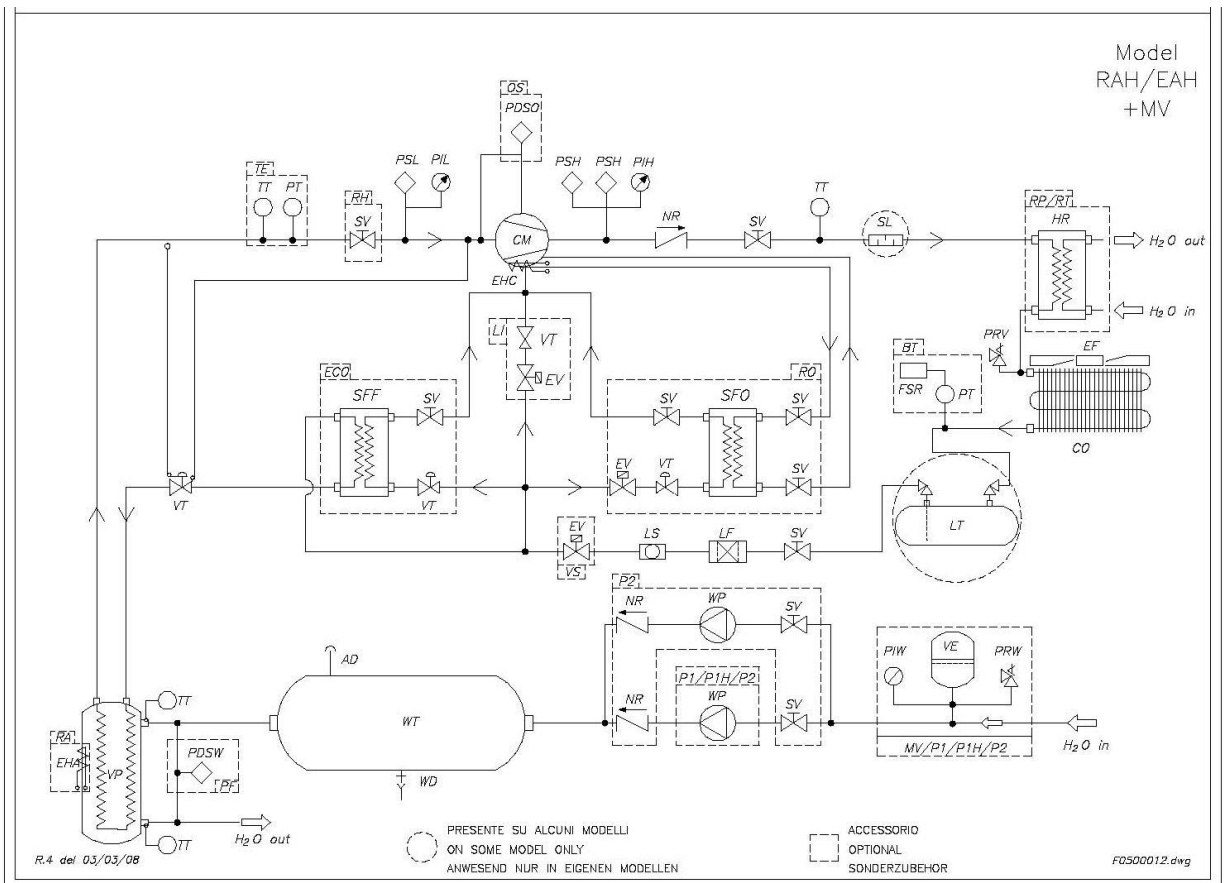 Model
RAH/EAH
+MV
OS
PDSO
TE
TT PT
RH
SV
PSL PIL
PSH PSH PIH
CM
EHC
NR
SV
TT
SL
RP/RT
HR
H2O out
H2O in
PRV
EF
CO
BT
FSR
PT
LI
VT
EV
ECO
SFF
SV
VT
RO
SFO
SV
SV
EV VT
SV
VT
LT
EV
VS
LS
LF
SV
P2
NR
WP
SV
P1/P1H/P2
NR
WP
SV
PIW
VE
PRW
MV/P1/P1H/P2
H2O in
AD
WT
WD
TT
RA
EHA
VP
PDSW
PF
TT
H2O out
R.4 del 03/03/08
PRESENTE SU ALCUNI MODELLI
ON SOME MODEL ONLY
ANWESEND NUR IN EIGENEN MODELLEN
ACCESSORIO
OPTIONAL
SONDERZUBEHOR
F0500012.dwg